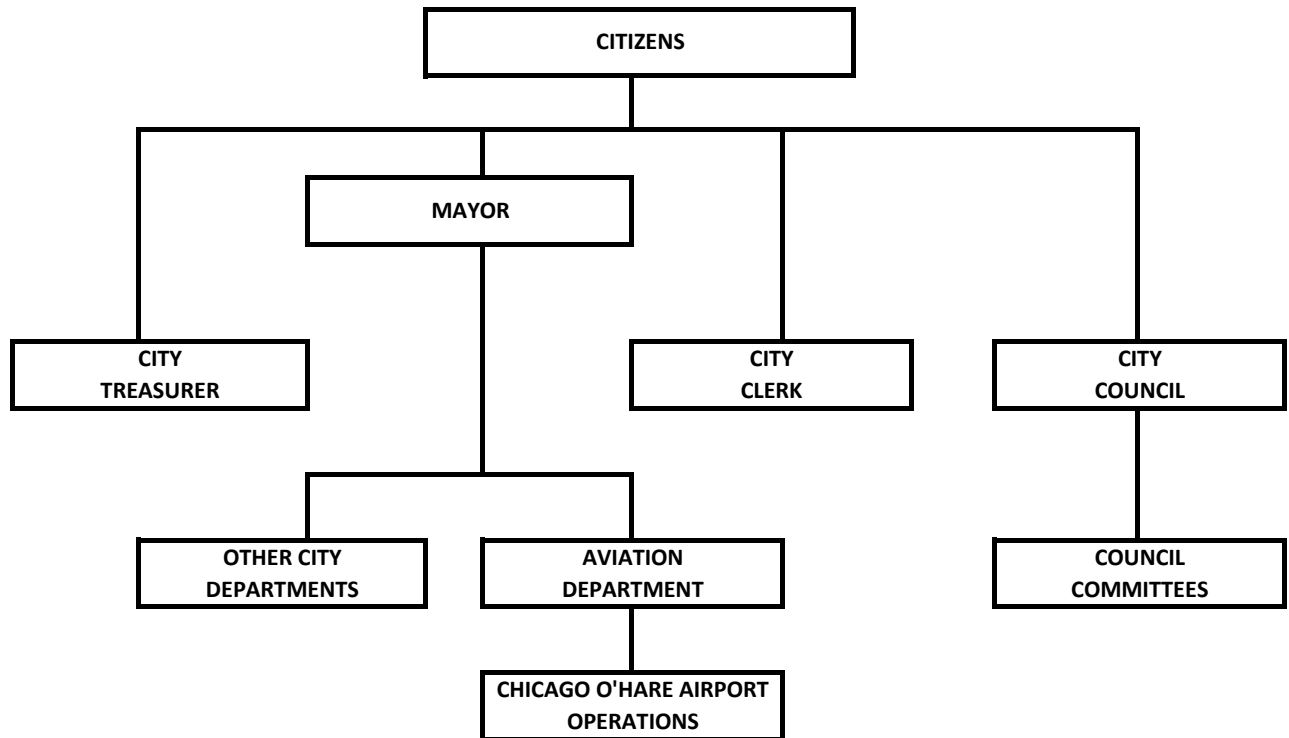 CITIZENS
MAYOR
CITY
TREASURER
CITY
CLERK
CITY
COUNCIL
OTHER CITY
DEPARTMENTS
AVIATION
DEPARTMENT
COUNCIL
COMMITTEES
CHICAGO O'HARE AIRPORT
OPERATIONS